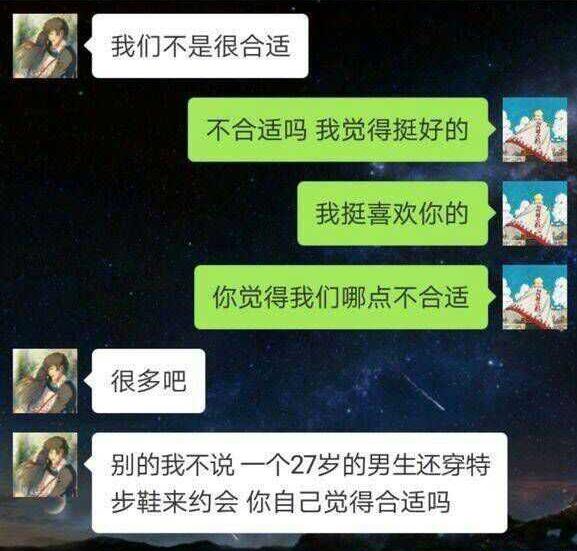 我们不是很合适
不合适吗 我觉得挺好的
我挺喜欢你的
你觉得我们哪点不合适
很多吧
别的我不说 一个27岁的男生还穿特
步鞋来约会 你自己觉得合适吗